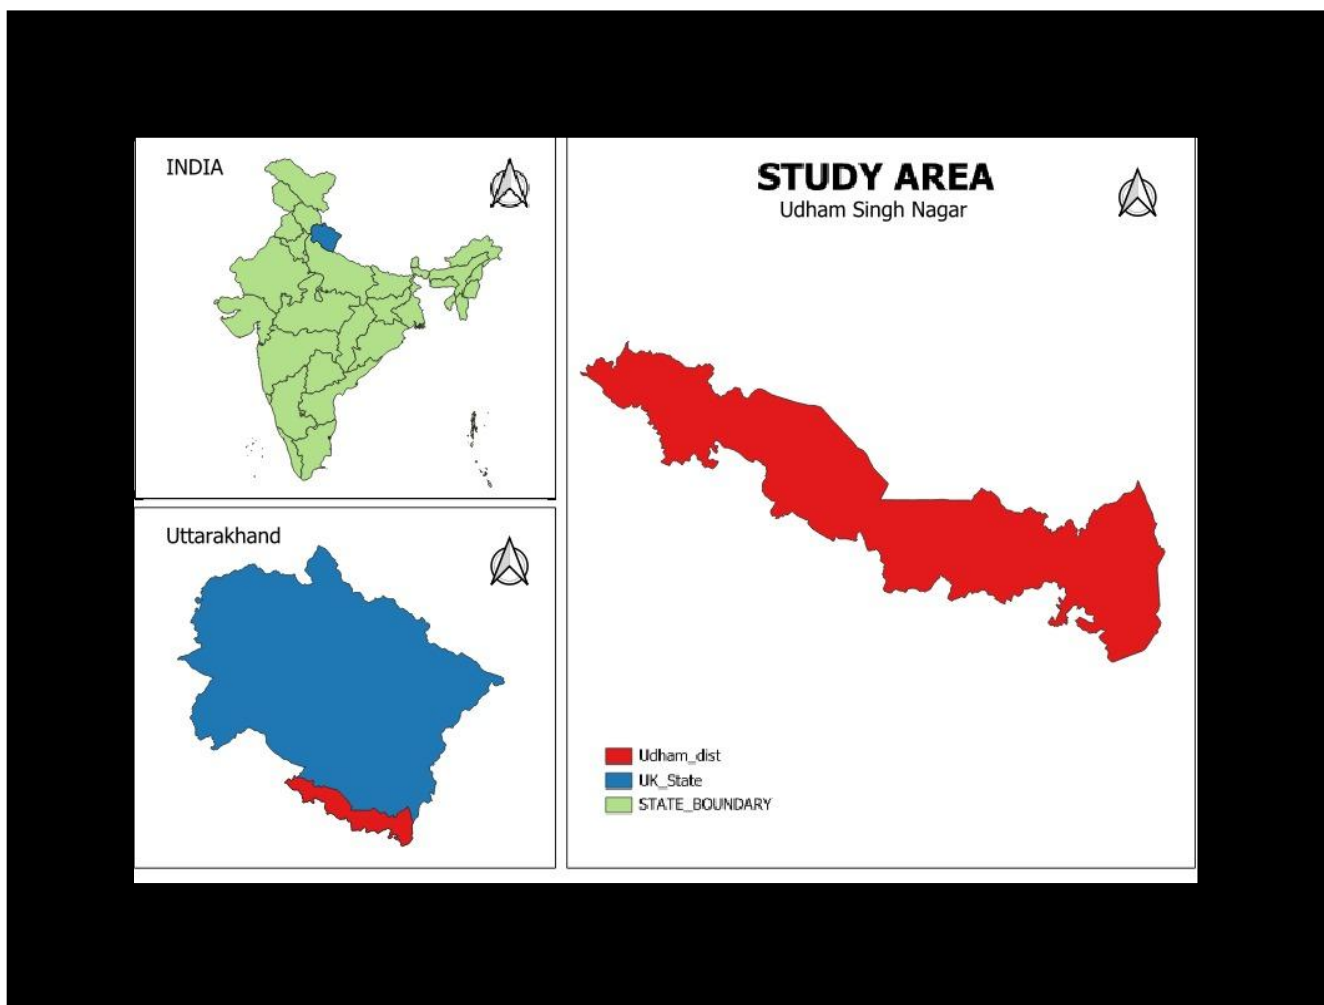 INDIA
Uttarakhand
STUDY AREA
Udham Singh Nagar
Udham_dist
UK_State
STATE_BOUNDARY